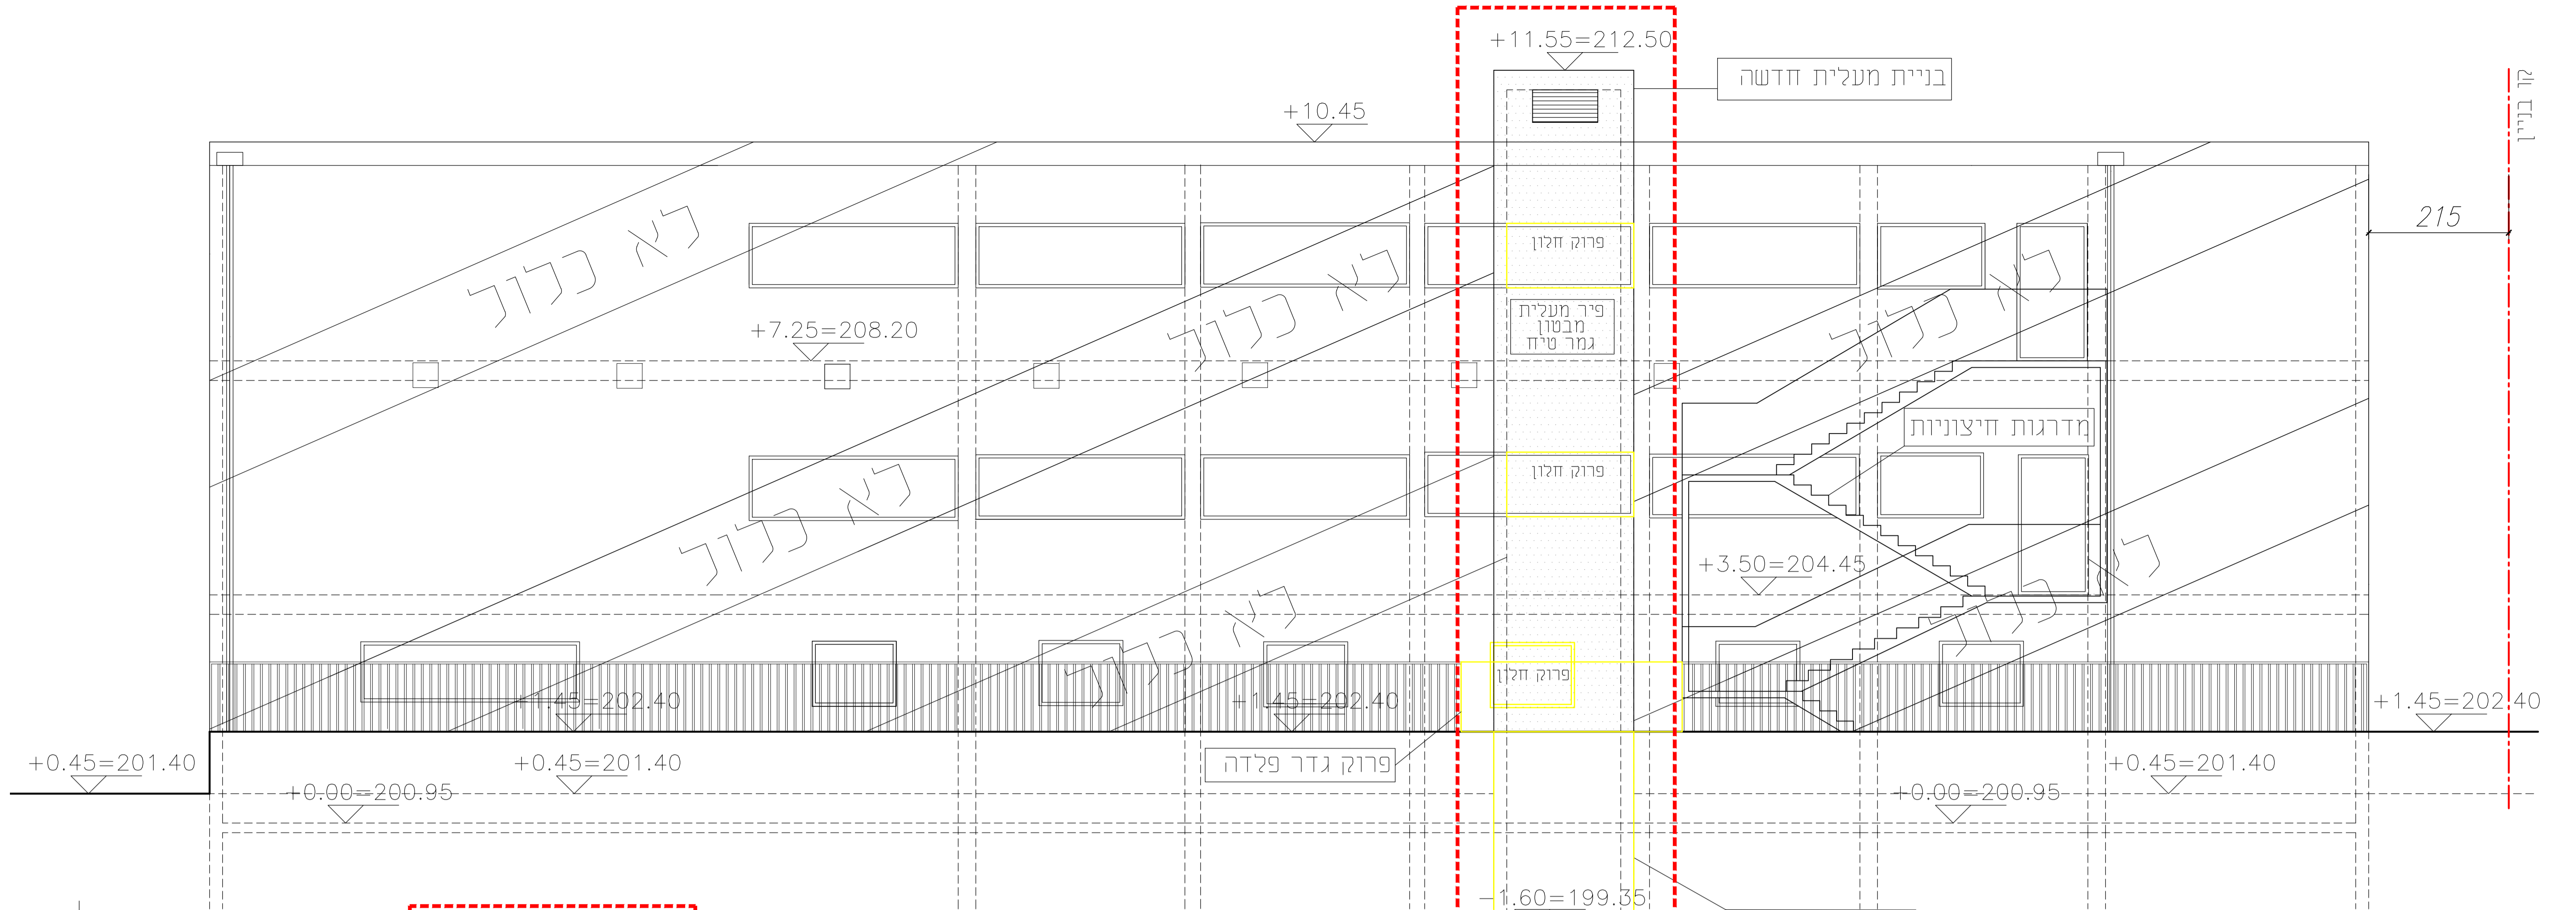 +11.55=212.50
בניית מעלית חדשה
קו בניין
+10.45
215
לא כלול
לא כלול
לא כלול
פרוק חלון
פיר מעלית
מבטון
גמר טיח
+7.25=208.20
מדרגות חיצוניות
פרוק חלון
לא כלול
+3.50=204.45
לא כלול
לא כלול
פרוק חלון
+1.45=202.40
+1.45=202.40
+1.45=202.40
פרוק גדר פלדה
+0.45=201.40
+0.45=201.40
+0.45=201.40
+0.00=200.95
+0.00=200.95
-1.60=199.35